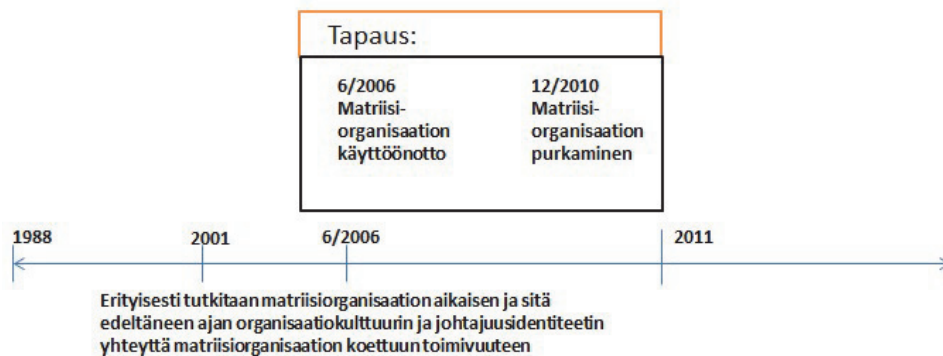 Tapaus:
6/2006
Matriisi-
organisaation
käyttöönotto
12/2010
Matriisi-
organisaation
purkaminen
1988
2001
6/2006
2011
Erityisesti tutkitaan matriisiorganisaation aikaisen ja sitä
edeltäneen ajan organisaatiokulttuurin ja johtajuusidentiteetin
yhteyttä matriisiorganisaation koettuun toimivuuteen